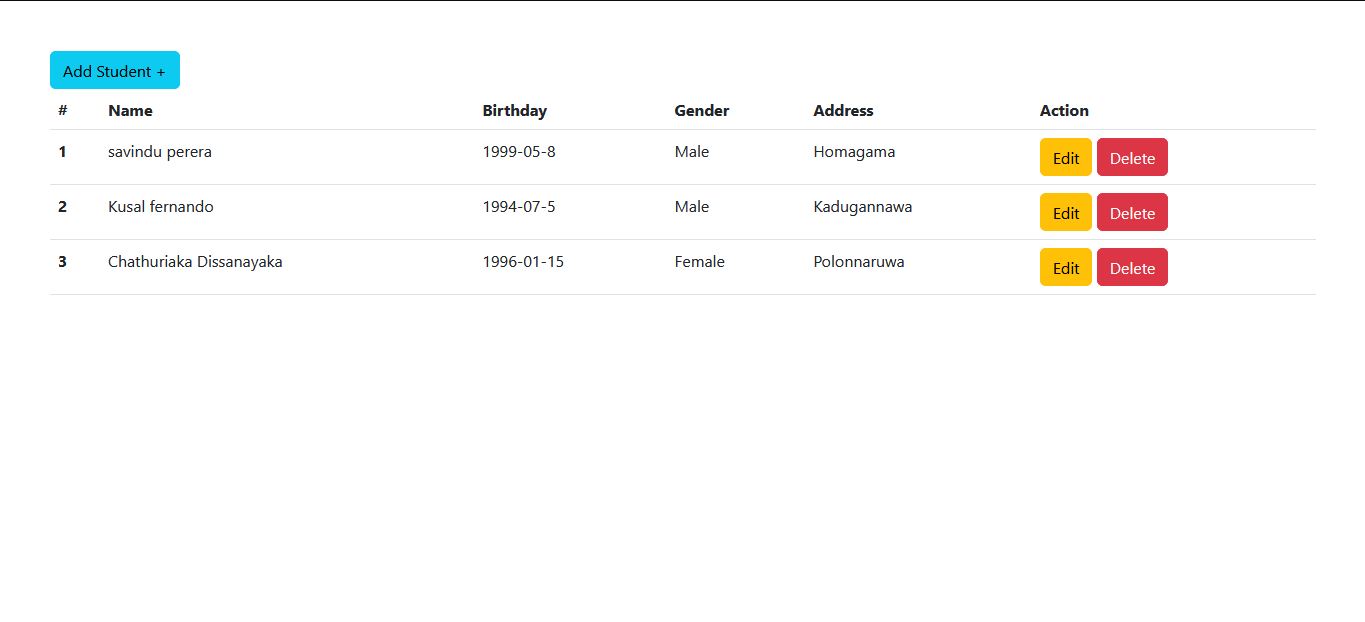 Add Student +
# Name Birthday Gender Address Action
1 savindu perera 1999-05-8 Male Homagama Edit Delete
2 Kusal fernando 1994-07-5 Male Kadugannawa Edit Delete
3 Chathuriaka Dissanayaka 1996-01-15 Female Polonnaruwa Edit Delete